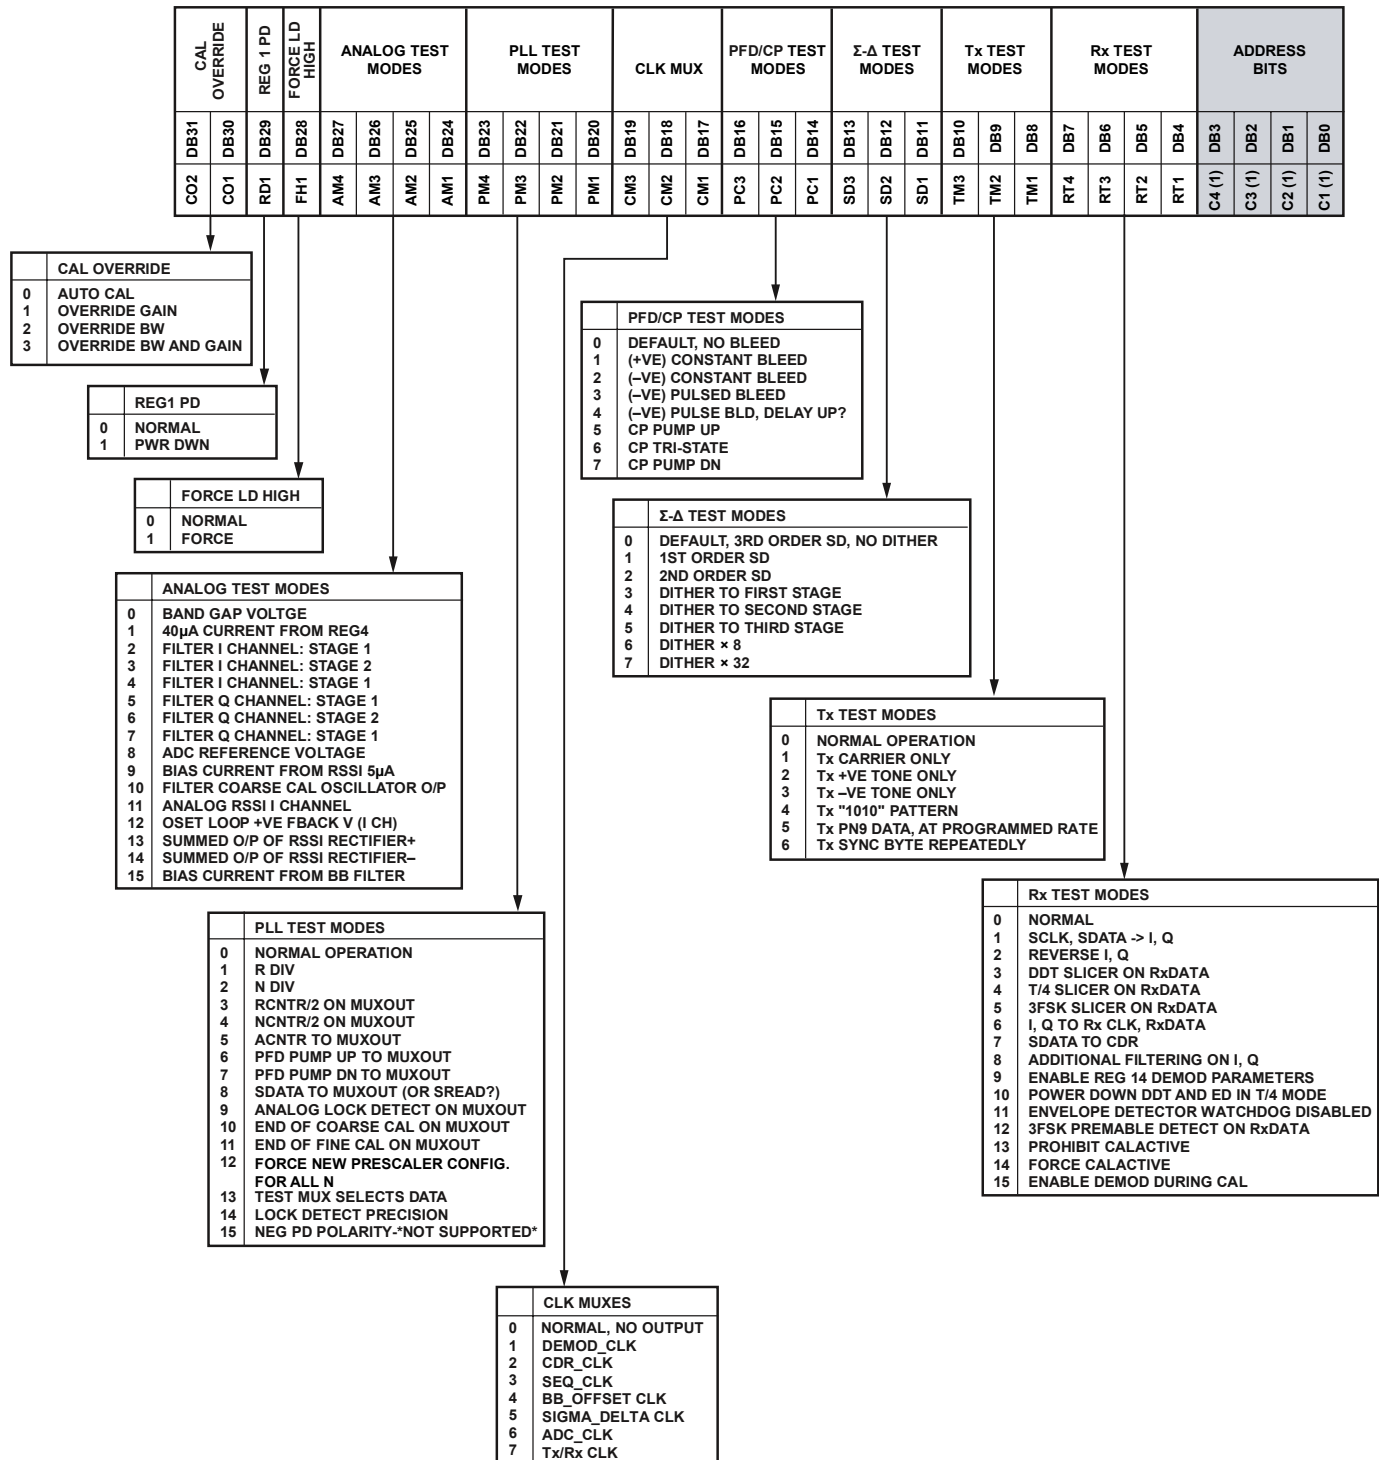 CAL OVERRIDE
REG 1 PD
FORCE LD HIGH
ANALOG TEST MODES
PLL TEST MODES
CLK MUX
PFD/CP TEST MODES
Σ-Δ TEST MODES
Tx TEST MODES
Rx TEST MODES
ADDRESS BITS
DB31 DB30 DB29 DB28 DB27 DB26 DB25 DB24 DB23 DB22 DB21 DB20 DB19 DB18 DB17 DB16 DB15 DB14 DB13 DB12 DB11 DB10 DB9 DB8 DB7 DB6 DB5 DB4 DB3 DB2 DB1 DB0
CO2 CO1 RD1 FH1 AM4 AM3 AM2 AM1 PM4 PM3 PM2 PM1 CM3 CM2 CM1 PC3 PC2 PC1 SD3 SD2 SD1 TM3 TM2 TM1 RT4 RT3 RT2 RT1 C4 (1) C3 (1) C2 (1) C1 (1)
CAL OVERRIDE
0 AUTO CAL
1 OVERRIDE GAIN
2 OVERRIDE BW
3 OVERRIDE BW AND GAIN
REG1 PD
0 NORMAL
1 PWR DWN
FORCE LD HIGH
0 NORMAL
1 FORCE
ANALOG TEST MODES
0 BAND GAP VOLTGE
1 40µA CURRENT FROM REG4
2 FILTER I CHANNEL: STAGE 1
3 FILTER I CHANNEL: STAGE 2
4 FILTER I CHANNEL: STAGE 1
5 FILTER Q CHANNEL: STAGE 1
6 FILTER Q CHANNEL: STAGE 2
7 FILTER Q CHANNEL: STAGE 1
8 ADC REFERENCE VOLTAGE
9 BIAS CURRENT FROM RSSI 5µA
10 FILTER COARSE CAL OSCILLATOR O/P
11 ANALOG RSSI I CHANNEL
12 OSET LOOP +VE FBACK V (I CH)
13 SUMMED O/P OF RSSI RECTIFIER+
14 SUMMED O/P OF RSSI RECTIFIER–
15 BIAS CURRENT FROM BB FILTER
PLL TEST MODES
0 NORMAL OPERATION
1 R DIV
2 N DIV
3 RCNTR/2 ON MUXOUT
4 NCNTR/2 ON MUXOUT
5 ACNTR TO MUXOUT
6 PFD PUMP UP TO MUXOUT
7 PFD PUMP DN TO MUXOUT
8 SDATA TO MUXOUT (OR SREAD?)
9 ANALOG LOCK DETECT ON MUXOUT
10 END OF COARSE CAL ON MUXOUT
11 END OF FINE CAL ON MUXOUT
12 FORCE NEW PRESCALER CONFIG.
FOR ALL N
13 TEST MUX SELECTS DATA
14 LOCK DETECT PRECISION
15 NEG PD POLARITY-*NOT SUPPORTED*
CLK MUXES
0 NORMAL, NO OUTPUT
1 DEMOD_CLK
2 CDR_CLK
3 SEQ_CLK
4 BB_OFFSET CLK
5 SIGMA_DELTA CLK
6 ADC_CLK
7 Tx/Rx CLK
PFD/CP TEST MODES
0 DEFAULT, NO BLEED
1 (+VE) CONSTANT BLEED
2 (–VE) CONSTANT BLEED
3 (–VE) PULSED BLEED
4 (–VE) PULSE BLD, DELAY UP?
5 CP PUMP UP
6 CP TRI-STATE
7 CP PUMP DN
Σ-Δ TEST MODES
0 DEFAULT, 3RD ORDER SD, NO DITHER
1 1ST ORDER SD
2 2ND ORDER SD
3 DITHER TO FIRST STAGE
4 DITHER TO SECOND STAGE
5 DITHER TO THIRD STAGE
6 DITHER × 8
7 DITHER × 32
Tx TEST MODES
0 NORMAL OPERATION
1 Tx CARRIER ONLY
2 Tx +VE TONE ONLY
3 Tx –VE TONE ONLY
4 Tx "1010" PATTERN
5 Tx PN9 DATA, AT PROGRAMMED RATE
6 Tx SYNC BYTE REPEATEDLY
Rx TEST MODES
0 NORMAL
1 SCLK, SDATA -> I, Q
2 REVERSE I, Q
3 DDT SLICER ON RxDATA
4 T/4 SLICER ON RxDATA
5 3FSK SLICER ON RxDATA
6 I, Q TO Rx CLK, RxDATA
7 SDATA TO CDR
8 ADDITIONAL FILTERING ON I, Q
9 ENABLE REG 14 DEMOD PARAMETERS
10 POWER DOWN DDT AND ED IN T/4 MODE
11 ENVELOPE DETECTOR WATCHDOG DISABLED
12 3FSK PREMABLE DETECT ON RxDATA
13 PROHIBIT CALACTIVE
14 FORCE CALACTIVE
15 ENABLE DEMOD DURING CAL